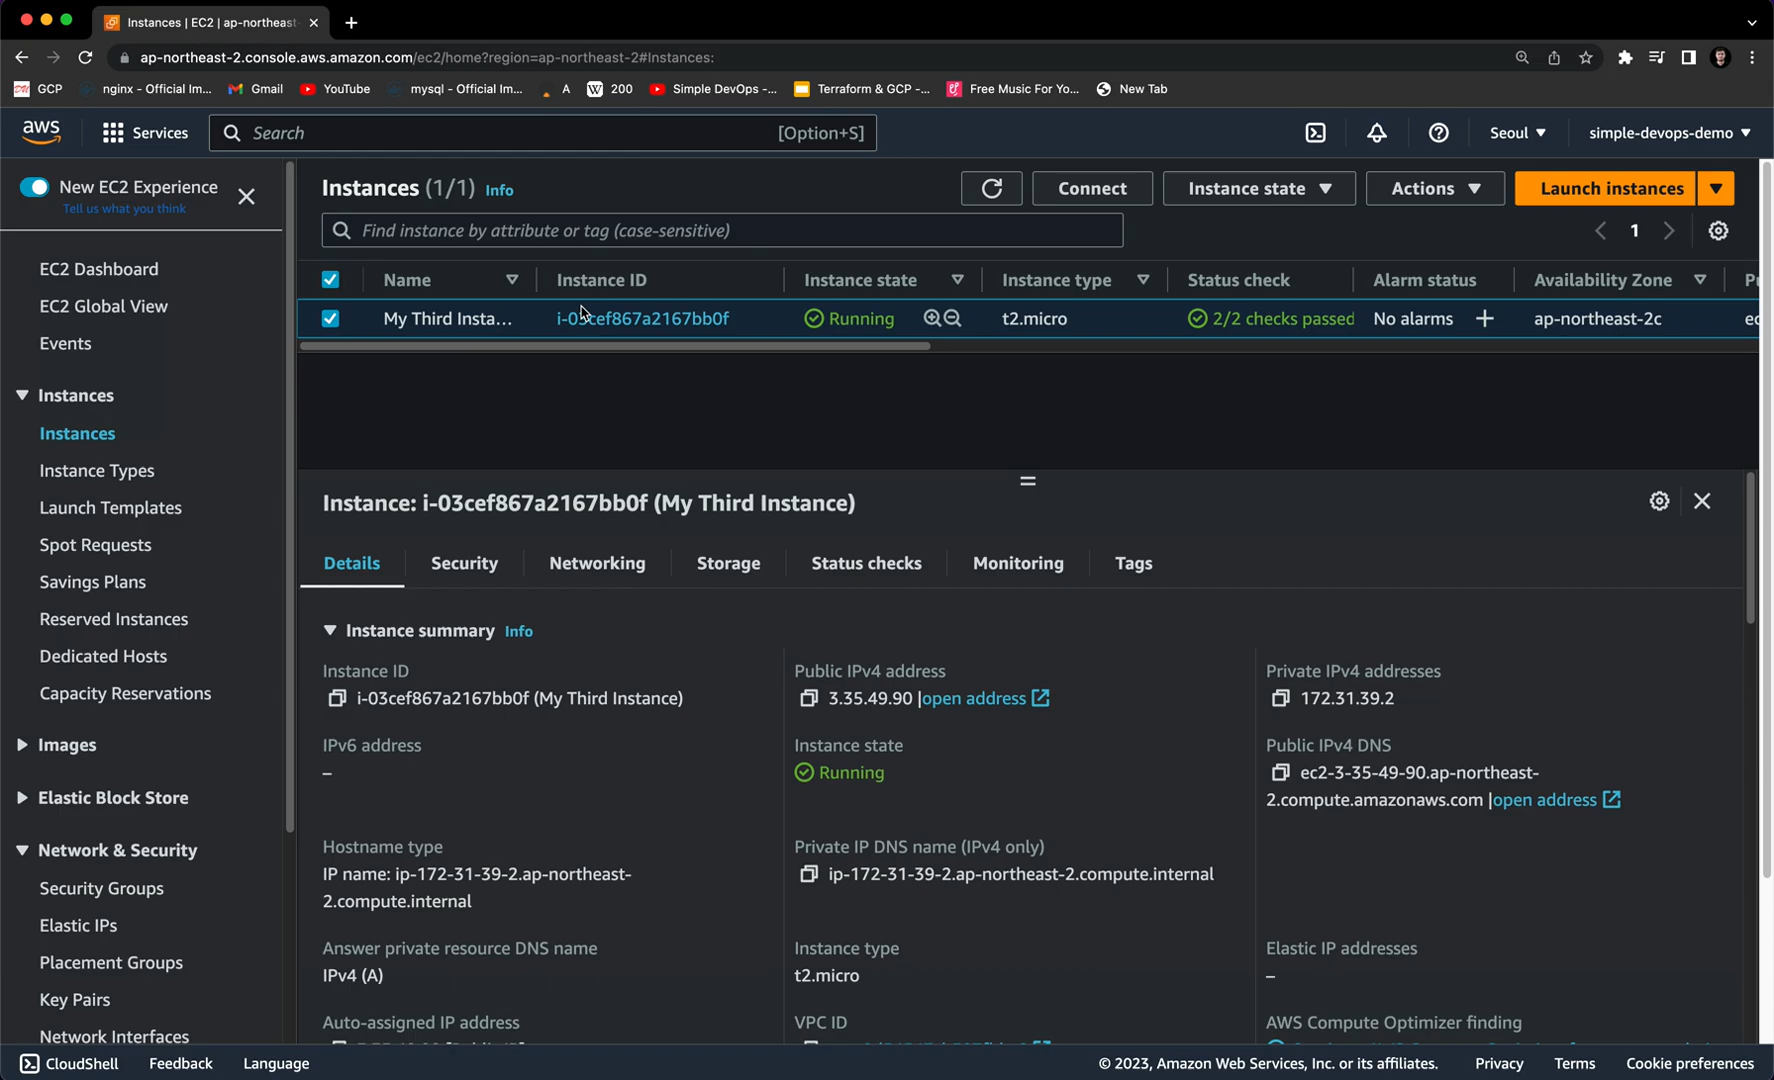 Instances | EC2 | ap-northeast-
ap-northeast-2.console.aws.amazon.com/ec2/home?region=ap-northeast-2#Instances:
GCP
nginx - Official Im...
Gmail
YouTube
mysql - Official Im...
A
200
Simple DevOps -...
Terraform & GCP -...
Free Music For Yo...
New Tab
aws
Services
Search
[Option+S]
Seoul
simple-devops-demo
New EC2 Experience
Tell us what you think
EC2 Dashboard
EC2 Global View
Events
Instances
Instances
Instance Types
Launch Templates
Spot Requests
Savings Plans
Reserved Instances
Dedicated Hosts
Capacity Reservations
Images
Elastic Block Store
Network & Security
Security Groups
Elastic IPs
Placement Groups
Key Pairs
Network Interfaces
Instances (1/1) Info
Connect
Instance state
Actions
Launch instances
Find instance by attribute or tag (case-sensitive)
1
Name
Instance ID
Instance state
Instance type
Status check
Alarm status
Availability Zone
My Third Insta...
i-03cef867a2167bb0f
Running
t2.micro
2/2 checks passed
No alarms
ap-northeast-2c
ec
Instance: i-03cef867a2167bb0f (My Third Instance)
Details
Security
Networking
Storage
Status checks
Monitoring
Tags
Instance summary Info
Instance ID
i-03cef867a2167bb0f (My Third Instance)
Public IPv4 address
3.35.49.90 |open address
Private IPv4 addresses
172.31.39.2
IPv6 address
–
Instance state
Running
Public IPv4 DNS
ec2-3-35-49-90.ap-northeast-
2.compute.amazonaws.com |open address
Hostname type
IP name: ip-172-31-39-2.ap-northeast-
2.compute.internal
Private IP DNS name (IPv4 only)
ip-172-31-39-2.ap-northeast-2.compute.internal
Answer private resource DNS name
IPv4 (A)
Instance type
t2.micro
Elastic IP addresses
–
Auto-assigned IP address
VPC ID
AWS Compute Optimizer finding
CloudShell
Feedback
Language
© 2023, Amazon Web Services, Inc. or its affiliates.
Privacy
Terms
Cookie preferences